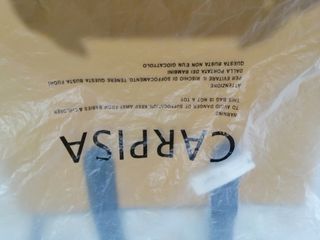 CARPISA
WARNING
TO AVOID DANGER OF SUFFOCATION, KEEP AWAY FROM BABIES & CHILDREN
THIS BAG IS NOT A TOY
ATTENZIONE
PER EVITARE IL RISCHIO DI SOFFOCAMENTO, TENERE QUESTA BUSTA FUORI
DALLA PORTATA DEI BAMBINI
QUESTA BUSTA NON E'UN GIOCATTOLO